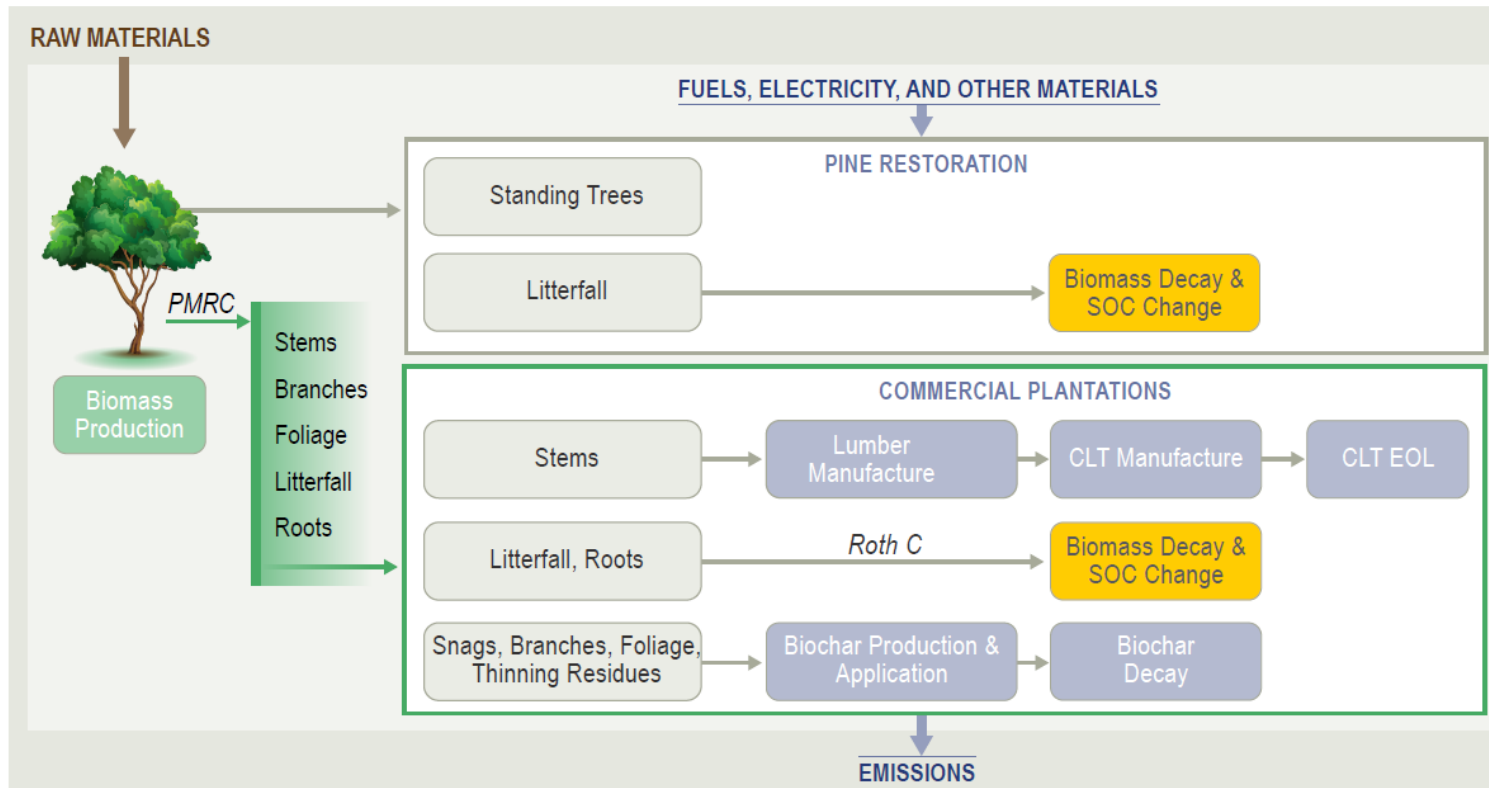 RAW MATERIALS
FUELS, ELECTRICITY, AND OTHER MATERIALS
PINE RESTORATION
Standing Trees
Litterfall
Biomass Decay &
SOC Change
PMRC
Stems
Branches
Foliage
Litterfall
Roots
Biomass
Production
COMMERCIAL PLANTATIONS
Stems
Lumber
Manufacture
CLT Manufacture
CLT EOL
Litterfall, Roots
Roth C
Biomass Decay &
SOC Change
Snags, Branches, Foliage,
Thinning Residues
Biochar Production &
Application
Biochar
Decay
EMISSIONS